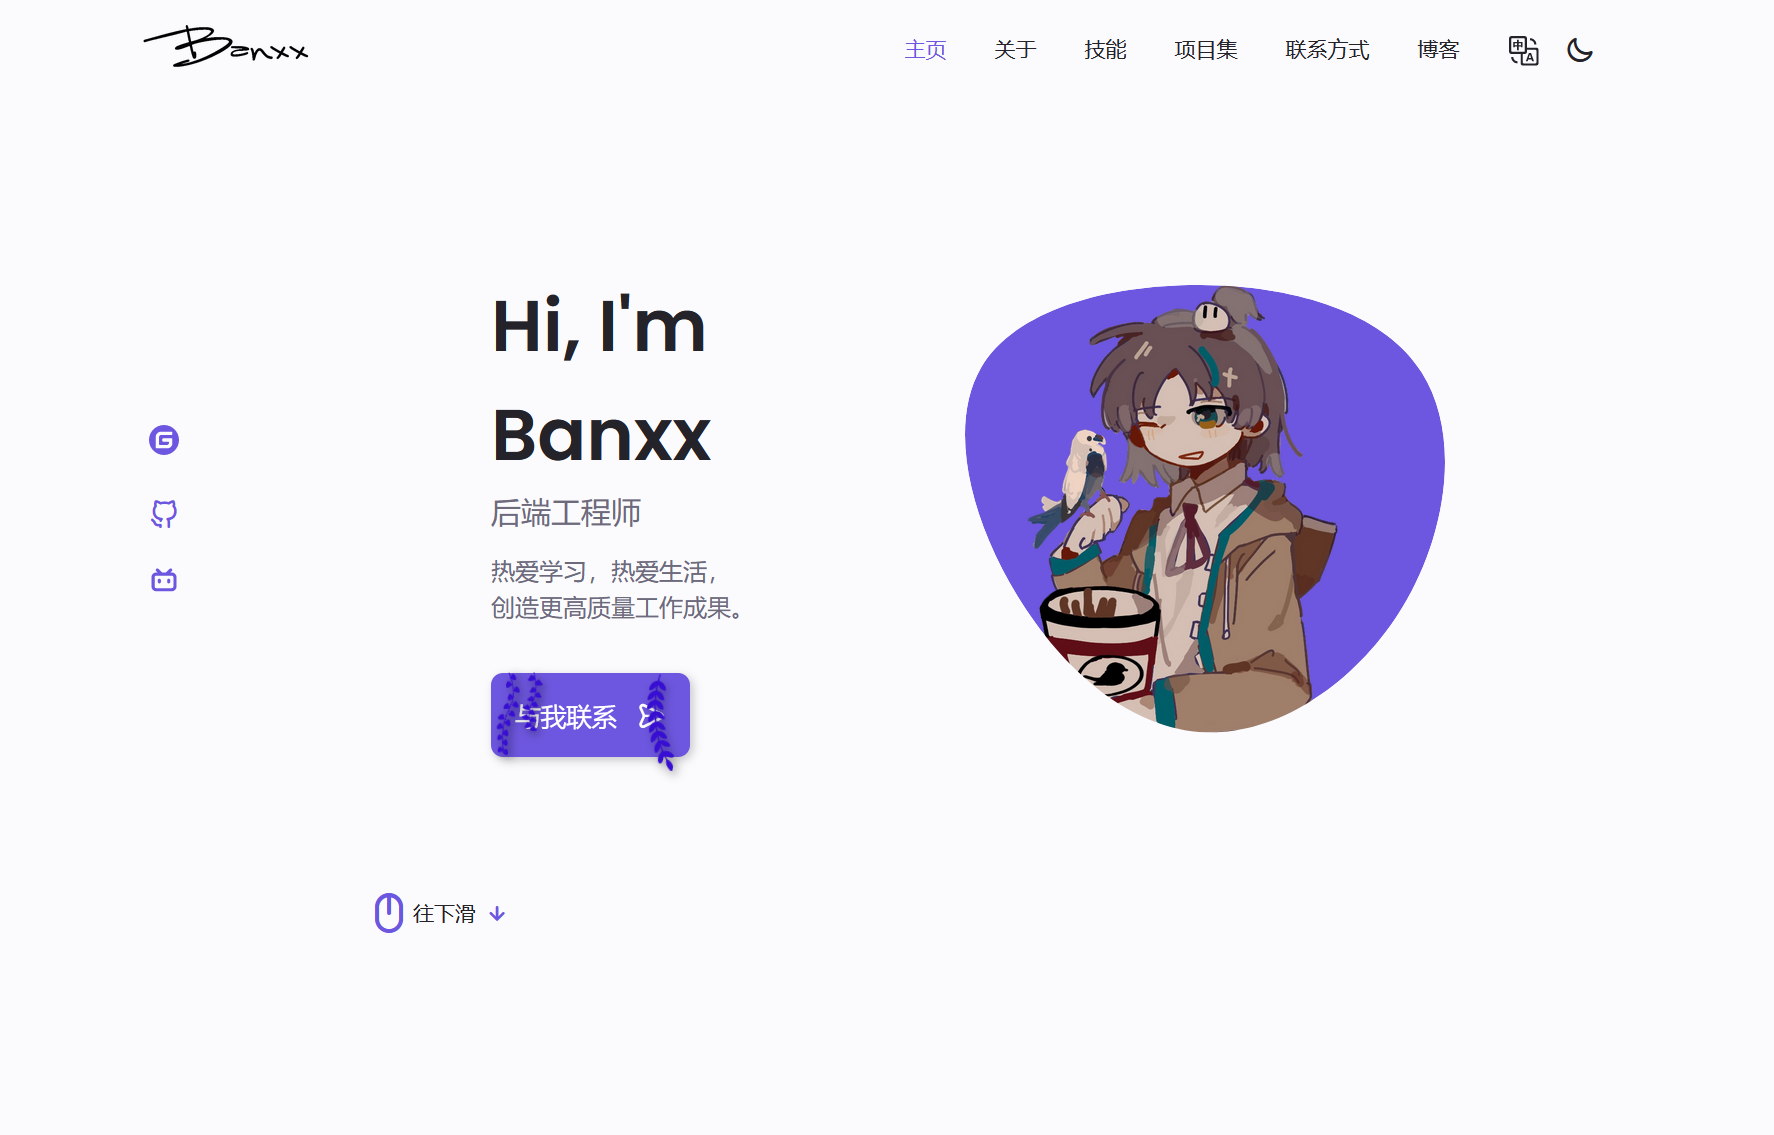 Banxx
主页 关于 技能 项目集 联系方式 博客
Hi, I'm
Banxx
后端工程师
热爱学习，热爱生活，
创造更高质量工作成果。
与我联系
往下滑